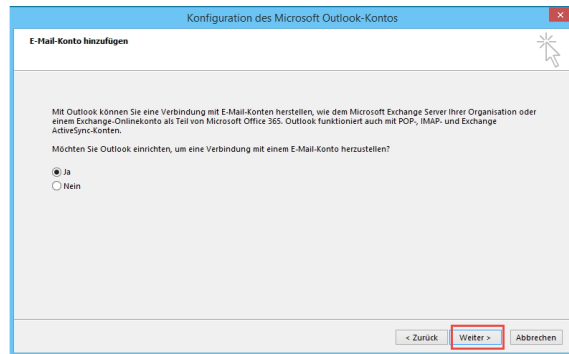 Konfiguration des Microsoft Outlook-Kontos
E-Mail-Konto hinzufügen
Mit Outlook können Sie eine Verbindung mit E-Mail-Konten herstellen, wie dem Microsoft Exchange Server Ihrer Organisation oder
einem Exchange-Onlinekonto als Teil von Microsoft Office 365. Outlook funktioniert auch mit POP-, IMAP- und Exchange
ActiveSync-Konten.
Möchten Sie Outlook einrichten, um eine Verbindung mit einem E-Mail-Konto herzustellen?
Ja
Nein
< Zurück Weiter > Abbrechen